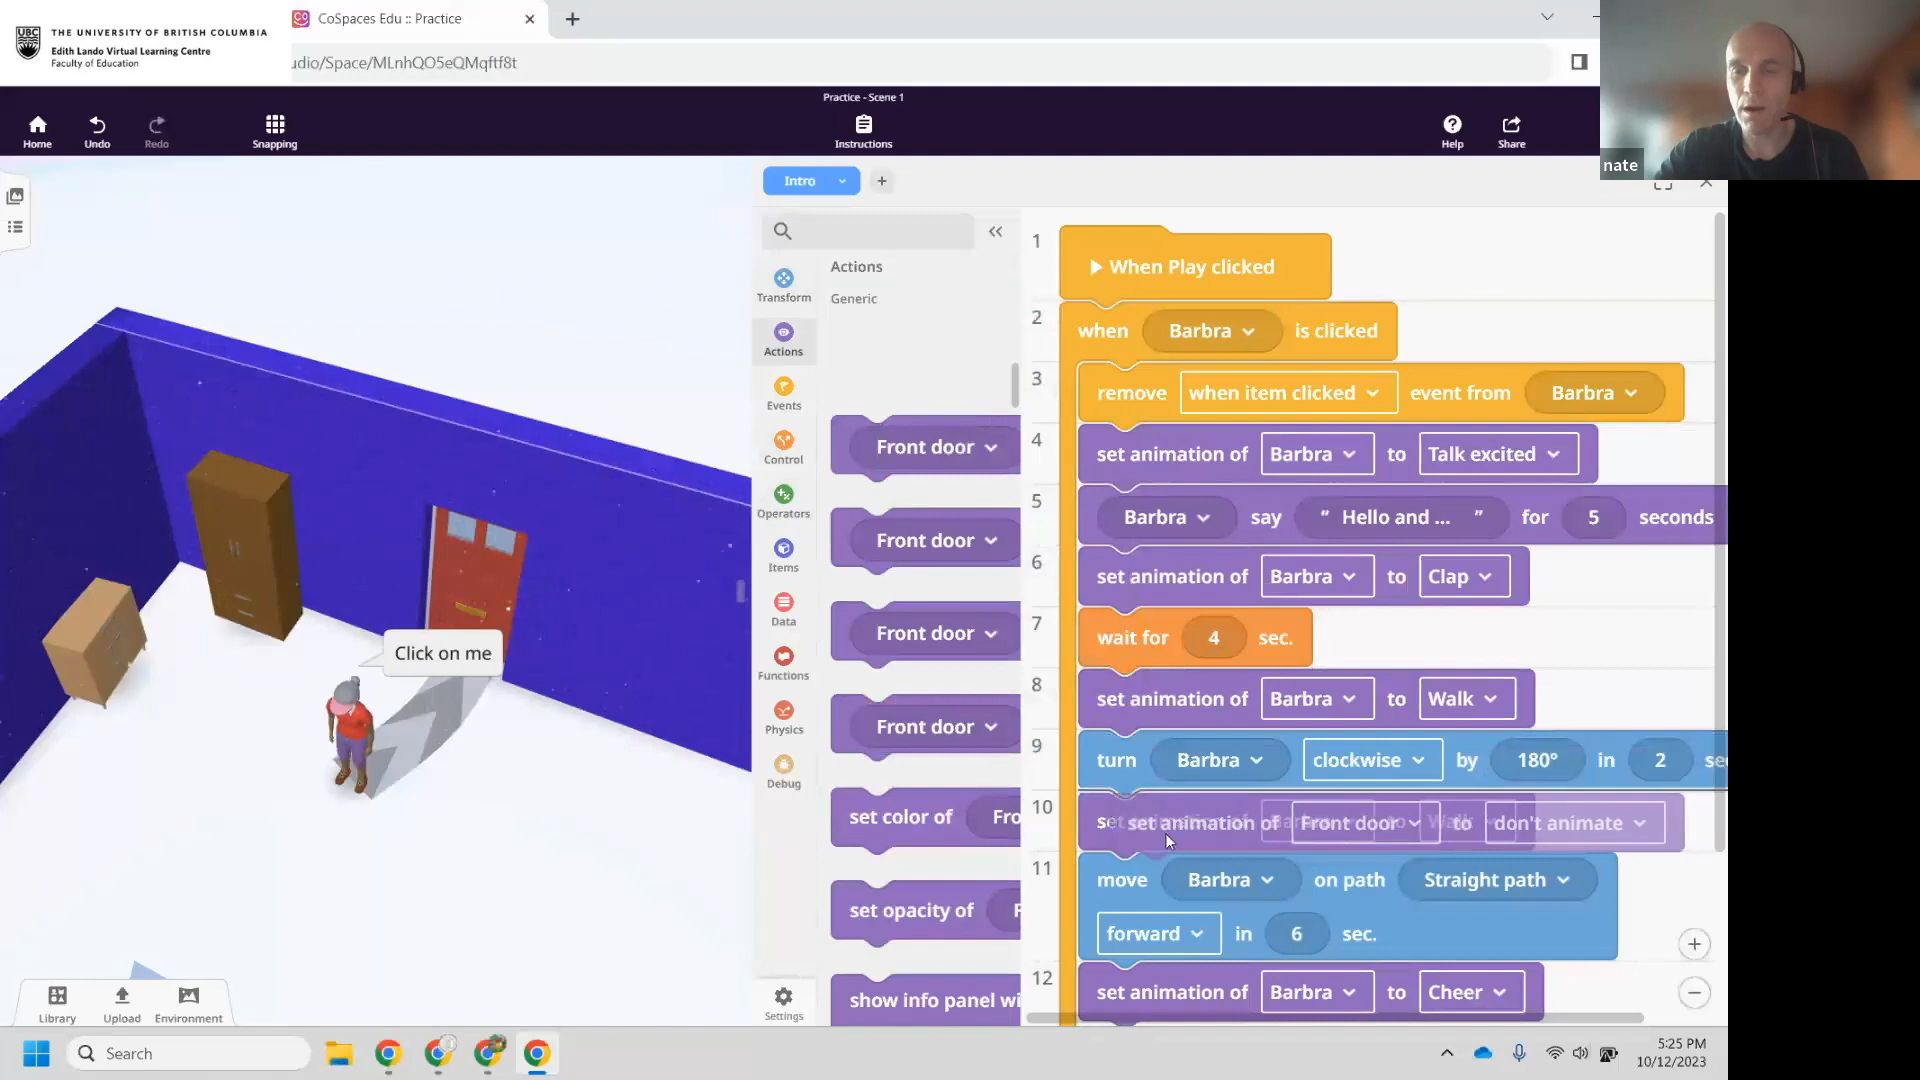 THE UNIVERSITY OF BRITISH COLUMBIA
Edith Lando Virtual Learning Centre
Faculty of Education
CoSpaces Edu :: Practice
udio/Space/MLnhQO5eQMqftf8t
Practice - Scene 1
Home
Undo
Redo
Snapping
Instructions
Help
Share
nate
Intro
Actions
Generic
Transform
Actions
Events
Control
Operators
Items
Data
Functions
Physics
Debug
Settings
Front door
Front door
Front door
Front door
set color of Fro
set opacity of F
show info panel wi
1 When Play clicked
2 when Barbra is clicked
3 remove when item clicked event from Barbra
4 set animation of Barbra to Talk excited
5 Barbra say “ Hello and ... ” for 5 seconds
6 set animation of Barbra to Clap
7 wait for 4 sec.
8 set animation of Barbra to Walk
9 turn Barbra clockwise by 180° in 2 sec
10 set animation of Front door to don't animate
11 move Barbra on path Straight path
forward in 6 sec.
12 set animation of Barbra to Cheer
Click on me
Library
Upload
Environment
Search
5:25 PM
10/12/2023